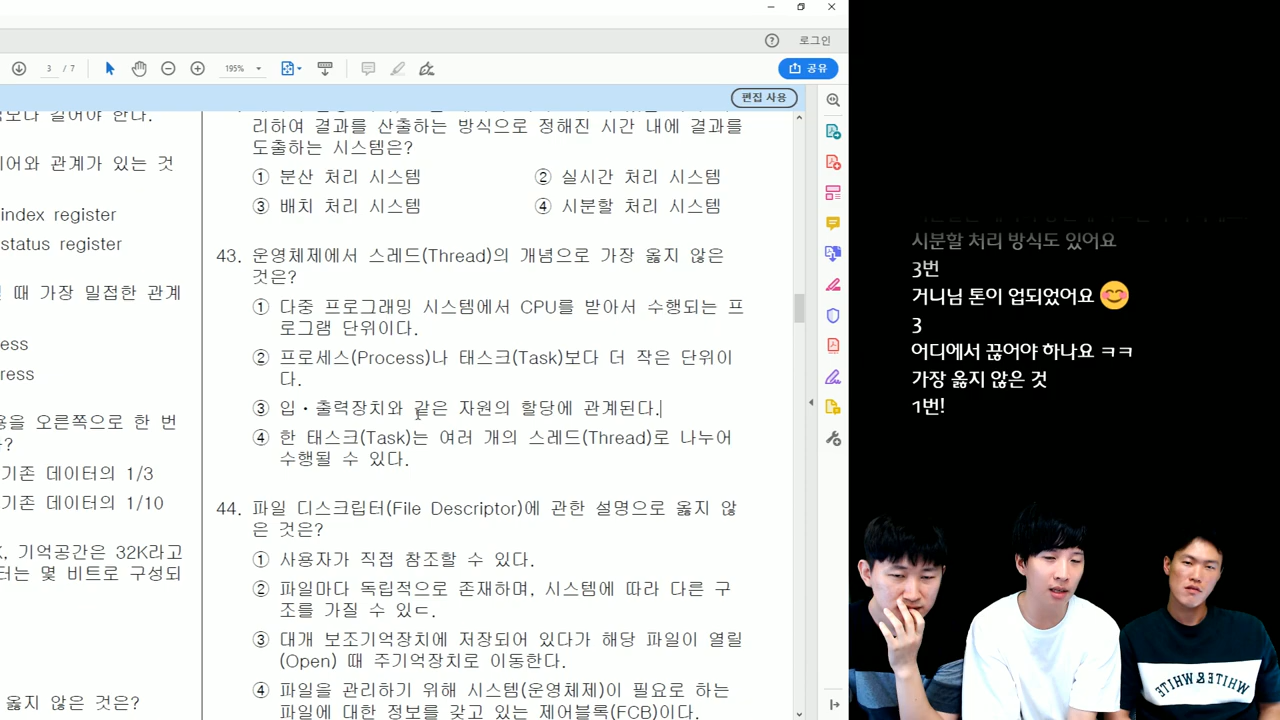 로그인
3 / 7
195%
공유
편집 사용
어와 관계가 있는 것
index register
status register
때 가장 밀접한 관계
ess
ress
용을 오른쪽으로 한 번
기존 데이터의 1/3
기존 데이터의 1/10
기억공간은 32K라고
터는 몇 비트로 구성되
옳지 않은 것은?
리하여 결과를 산출하는 방식으로 정해진 시간 내에 결과를
도출하는 시스템은?
① 분산 처리 시스템
② 실시간 처리 시스템
③ 배치 처리 시스템
④ 시분할 처리 시스템
43. 운영체제에서 스레드(Thread)의 개념으로 가장 옳지 않은
것은?
① 다중 프로그래밍 시스템에서 CPU를 받아서 수행되는 프
로그램 단위이다.
② 프로세스(Process)나 태스크(Task)보다 더 작은 단위이
다.
③ 입·출력장치와 같은 자원의 할당에 관계된다.
④ 한 태스크(Task)는 여러 개의 스레드(Thread)로 나누어
수행될 수 있다.
44. 파일 디스크립터(File Descriptor)에 관한 설명으로 옳지 않
은 것은?
① 사용자가 직접 참조할 수 있다.
② 파일마다 독립적으로 존재하며, 시스템에 따라 다른 구
조를 가질 수 있ㄷ.
③ 대개 보조기억장치에 저장되어 있다가 해당 파일이 열릴
(Open) 때 주기억장치로 이동한다.
④ 파일을 관리하기 위해 시스템(운영체제)이 필요로 하는
파일에 대한 정보를 갖고 있는 제어블록(FCB)이다.
시분할 처리 방식도 있어요
3번
거니님 톤이 업되었어요 😊
3
어디에서 끊어야 하나요 ㅋㅋ
가장 옳지 않은 것
1번!
WHITE&WHITE